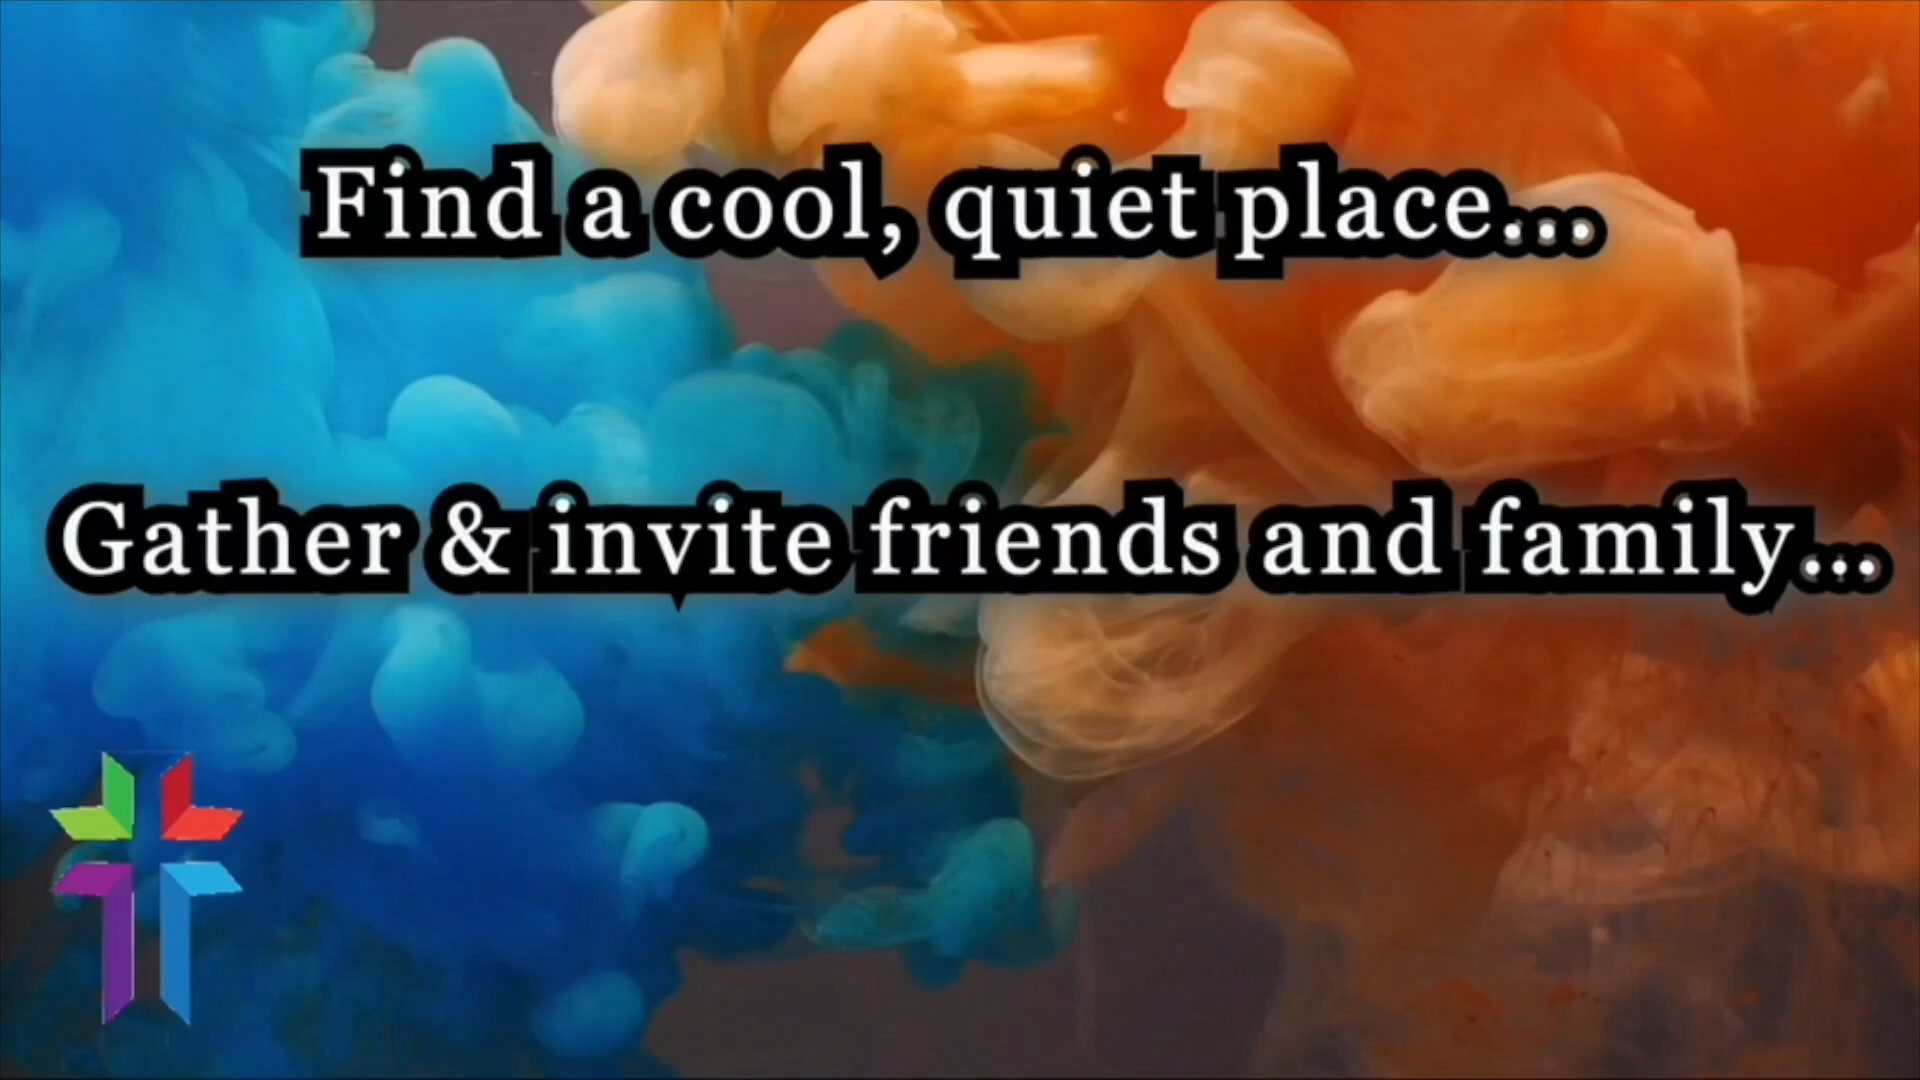 Find a cool, quiet place...
Gather & invite friends and family...